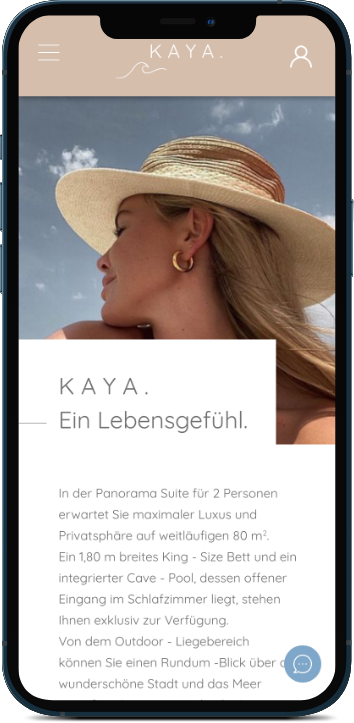 KAYA.
KAYA.
Ein Lebensgefühl.
In der Panorama Suite für 2 Personen
erwartet Sie maximaler Luxus und
Privatsphäre auf weitläufigen 80 m².
Ein 1,80 m breites King - Size Bett und ein
integrierter Cave - Pool, dessen offener
Eingang im Schlafzimmer liegt, stehen
Ihnen exklusiv zur Verfügung.
Von dem Outdoor - Liegebereich
können Sie einen Rundum -Blick über
wunderschöne Stadt und das Meer